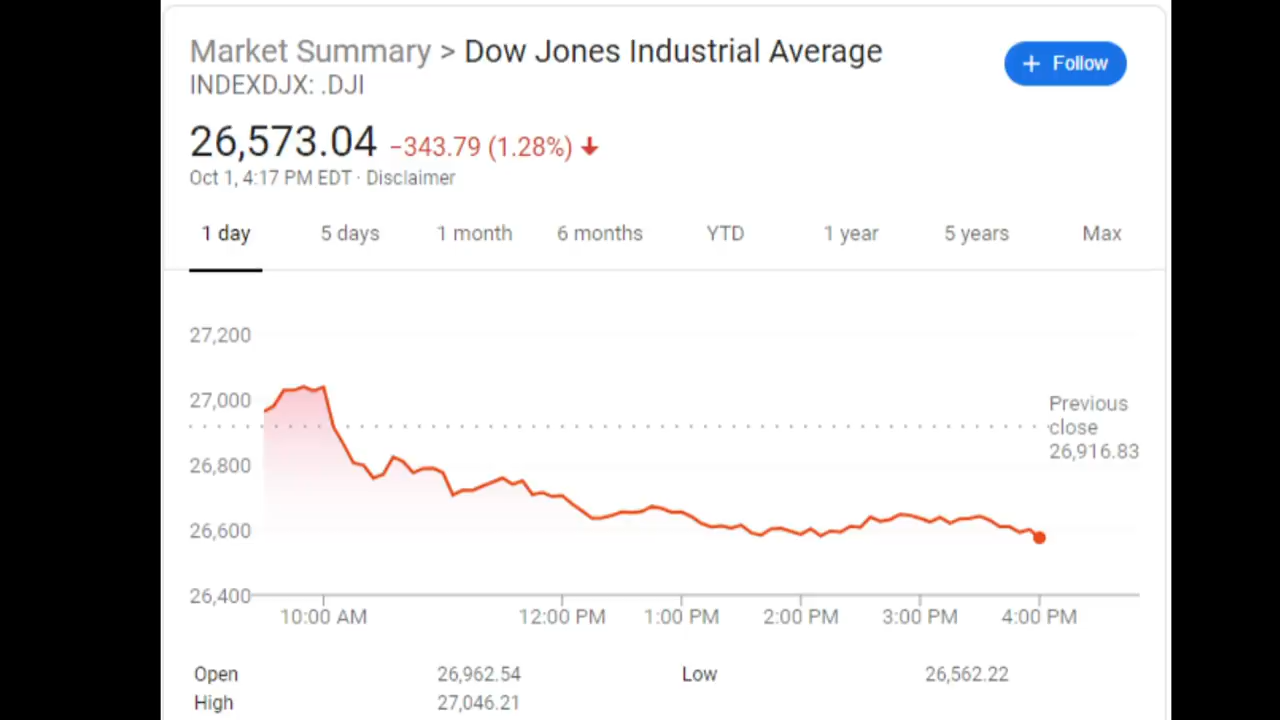 Market Summary > Dow Jones Industrial Average
+ Follow
INDEXDJX: .DJI
26,573.04 −343.79 (1.28%) ↓
Oct 1, 4:17 PM EDT · Disclaimer
1 day 5 days 1 month 6 months YTD 1 year 5 years Max
27,200
27,000
26,800
26,600
26,400
Previous
close
26,916.83
10:00 AM 12:00 PM 1:00 PM 2:00 PM 3:00 PM 4:00 PM
Open 26,962.54 Low 26,562.22
High 27,046.21